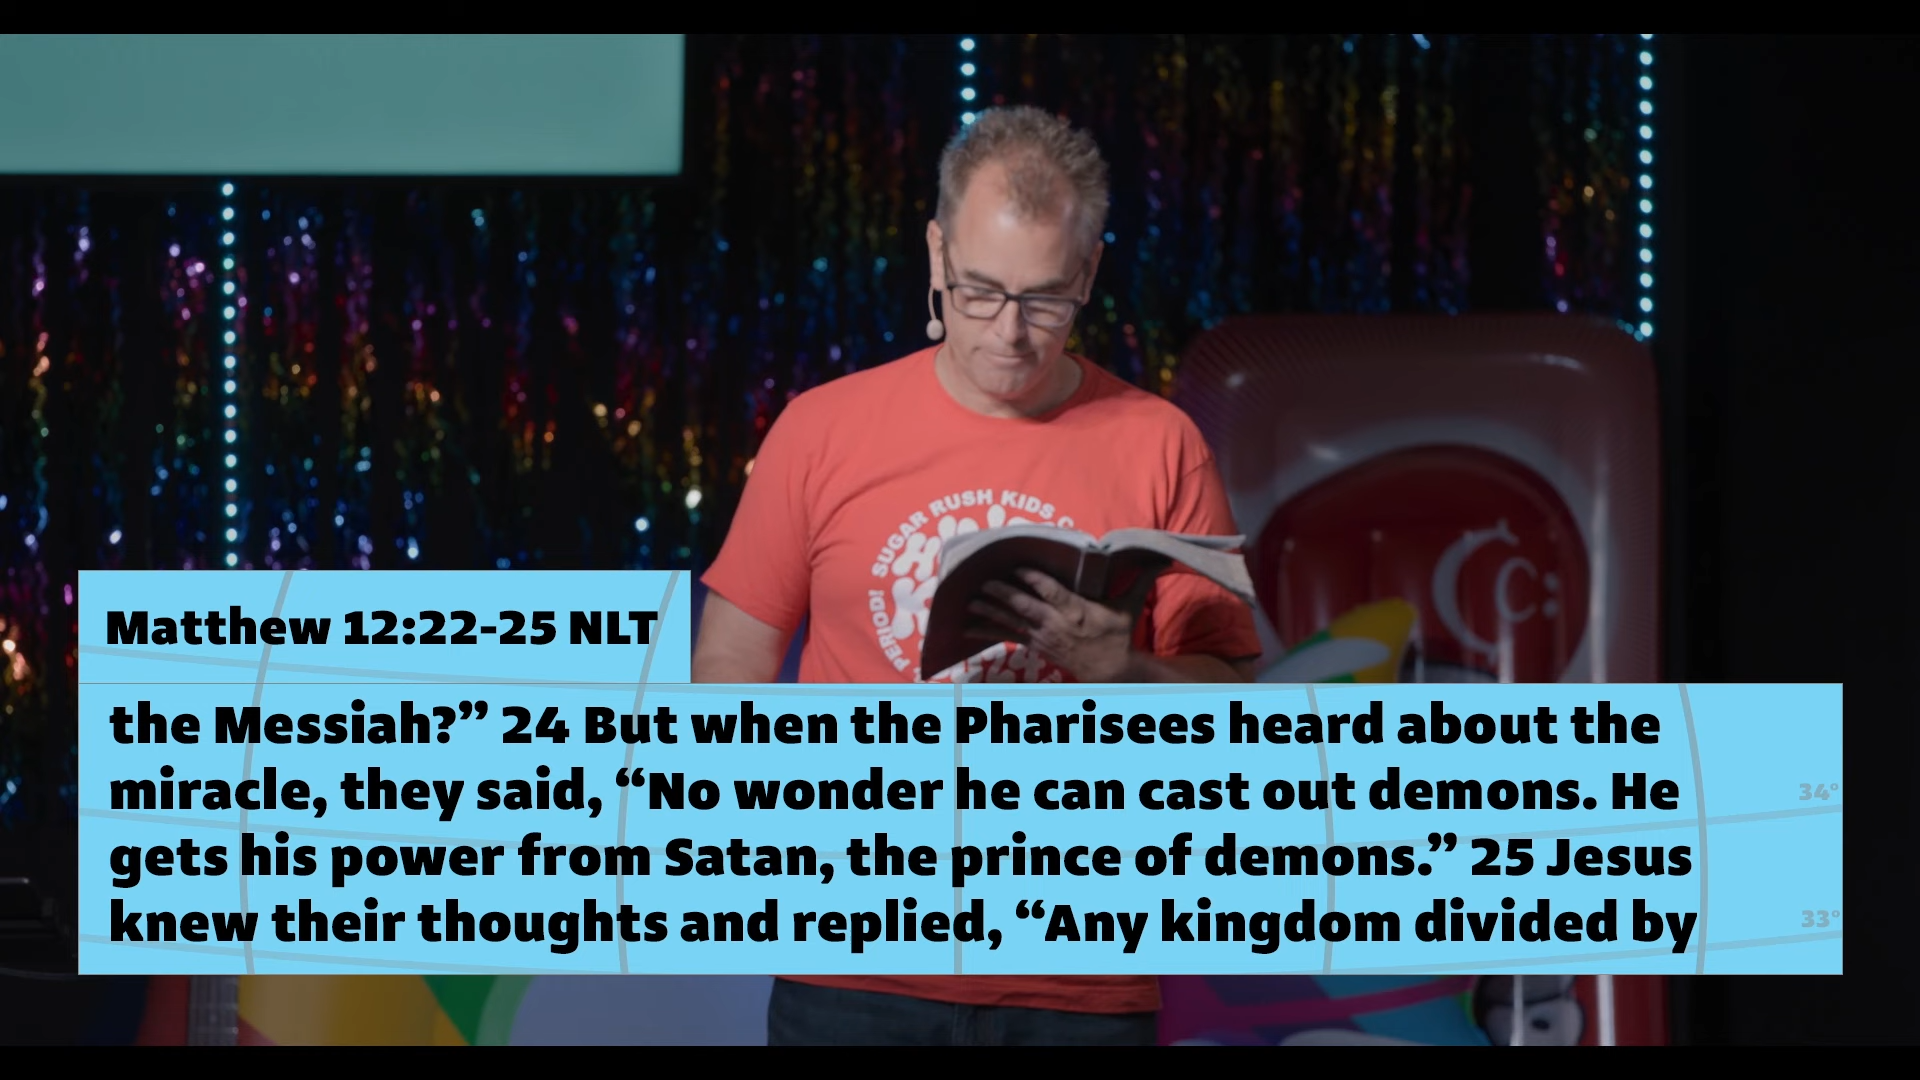 SUGAR RUSH KIDS C
PERIOD!
C:
Matthew 12:22-25 NLT
the Messiah?” 24 But when the Pharisees heard about the
miracle, they said, “No wonder he can cast out demons. He
gets his power from Satan, the prince of demons.” 25 Jesus
knew their thoughts and replied, “Any kingdom divided by
34°
33°